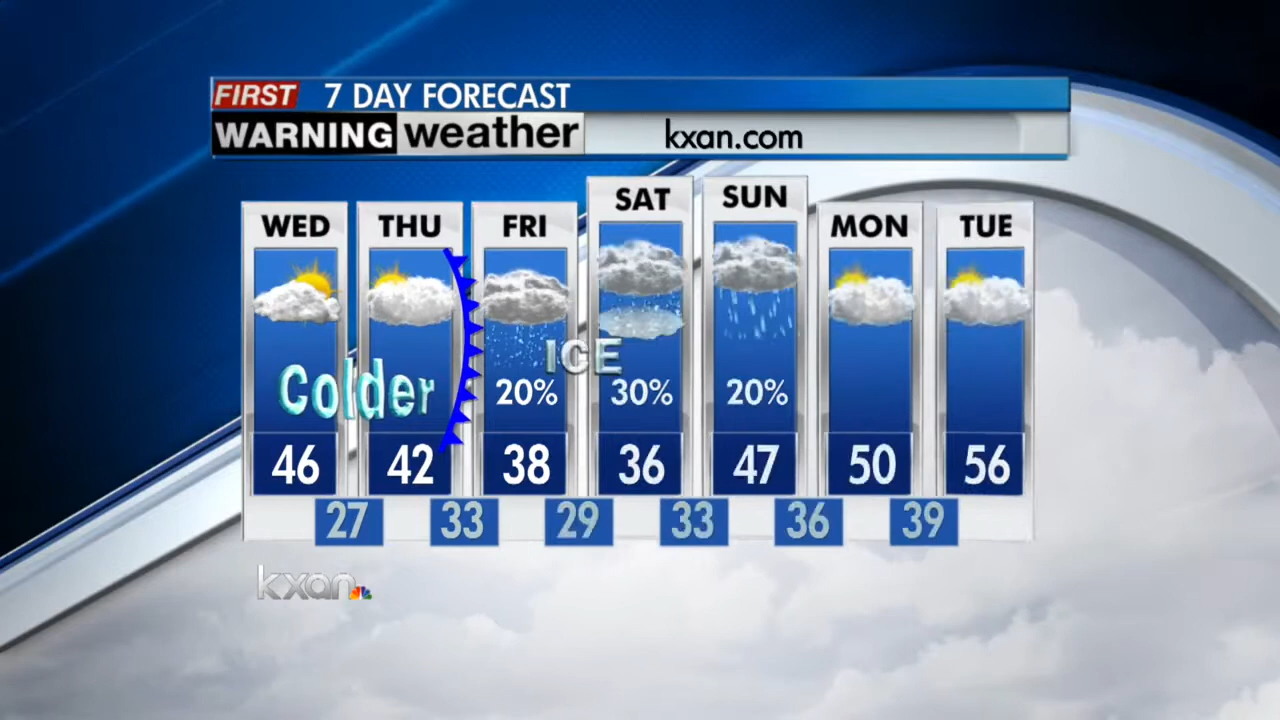 FIRST 7 DAY FORECAST
WARNING weather kxan.com
WED THU FRI SAT SUN MON TUE
ICE
Colder 20% 30% 20%
46 42 38 36 47 50 56
27 33 29 33 36 39
kxan